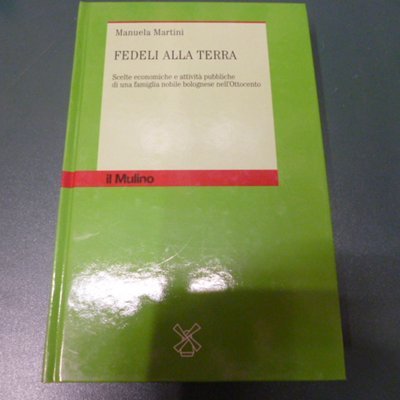 Manuela Martini
FEDELI ALLA TERRA
Scelte economiche e attività pubbliche
di una famiglia nobile bolognese nell'Ottocento
il Mulino